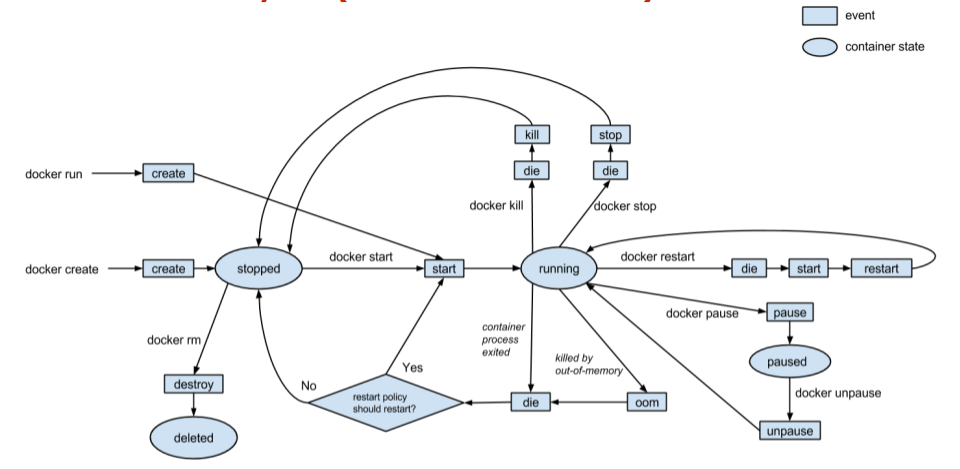 event
container state
kill
stop
docker run
create
die
die
docker kill
docker stop
docker create
create
stopped
docker start
start
running
docker restart
die
start
restart
docker rm
container
process
exited
docker pause
pause
killed by
out-of-memory
paused
destroy
No
Yes
restart policy
should restart?
die
oom
docker unpause
deleted
unpause